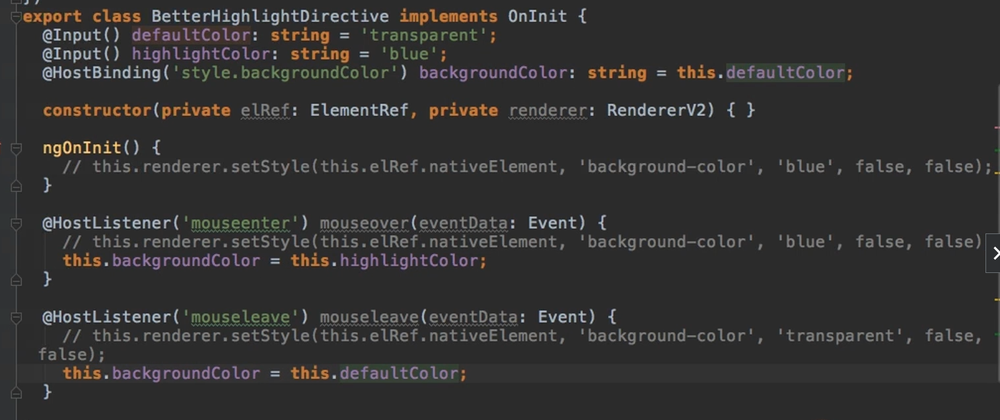 export class BetterHighlightDirective implements OnInit {
@Input() defaultColor: string = 'transparent';
@Input() highlightColor: string = 'blue';
@HostBinding('style.backgroundColor') backgroundColor: string = this.defaultColor;
constructor(private elRef: ElementRef, private renderer: RendererV2) { }
ngOnInit() {
// this.renderer.setStyle(this.elRef.nativeElement, 'background-color', 'blue', false, false);
}
@HostListener('mouseenter') mouseover(eventData: Event) {
// this.renderer.setStyle(this.elRef.nativeElement, 'background-color', 'blue', false, false)
this.backgroundColor = this.highlightColor;
}
@HostListener('mouseleave') mouseleave(eventData: Event) {
// this.renderer.setStyle(this.elRef.nativeElement, 'background-color', 'transparent', false,
false);
this.backgroundColor = this.defaultColor;
}